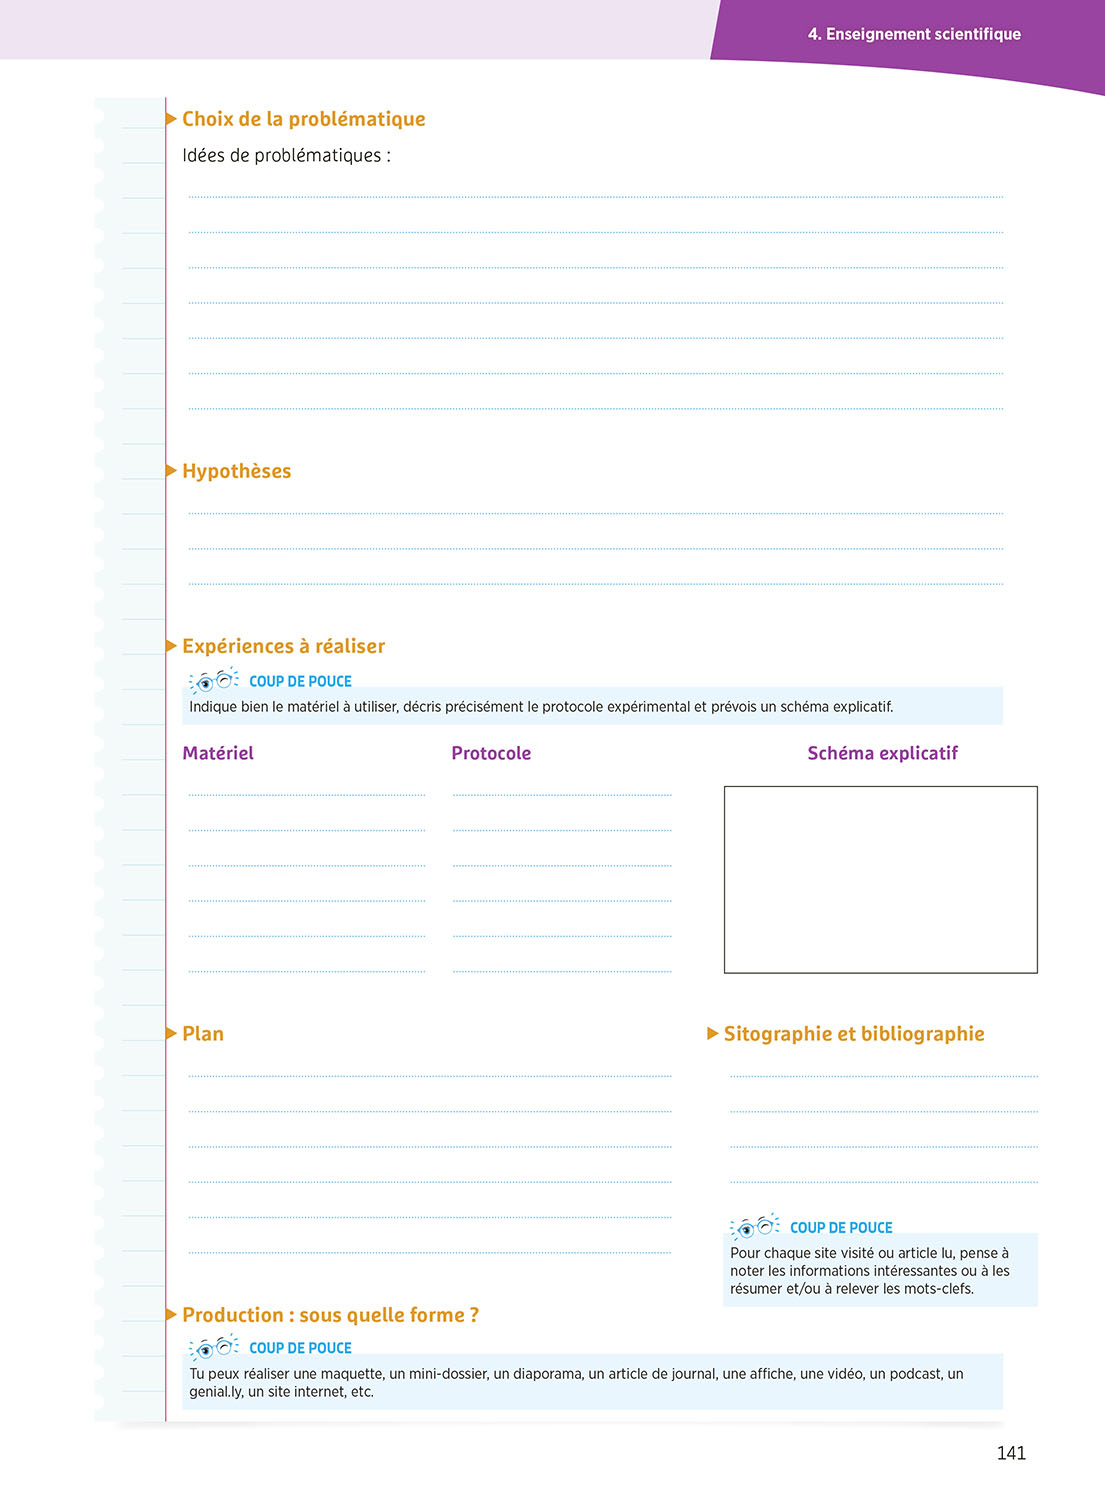 4. Enseignement scientifique
Choix de la problématique
Idées de problématiques :
Hypothèses
Expériences à réaliser
COUP DE POUCE
Indique bien le matériel à utiliser, décris précisément le protocole expérimental et prévois un schéma explicatif.
Matériel
Protocole
Schéma explicatif
Plan
Sitographie et bibliographie
COUP DE POUCE
Pour chaque site visité ou article lu, pense à
noter les informations intéressantes ou à les
résumer et/ou à relever les mots-clefs.
Production : sous quelle forme ?
COUP DE POUCE
Tu peux réaliser une maquette, un mini-dossier, un diaporama, un article de journal, une affiche, une vidéo, un podcast, un
genial.ly, un site internet, etc.
141